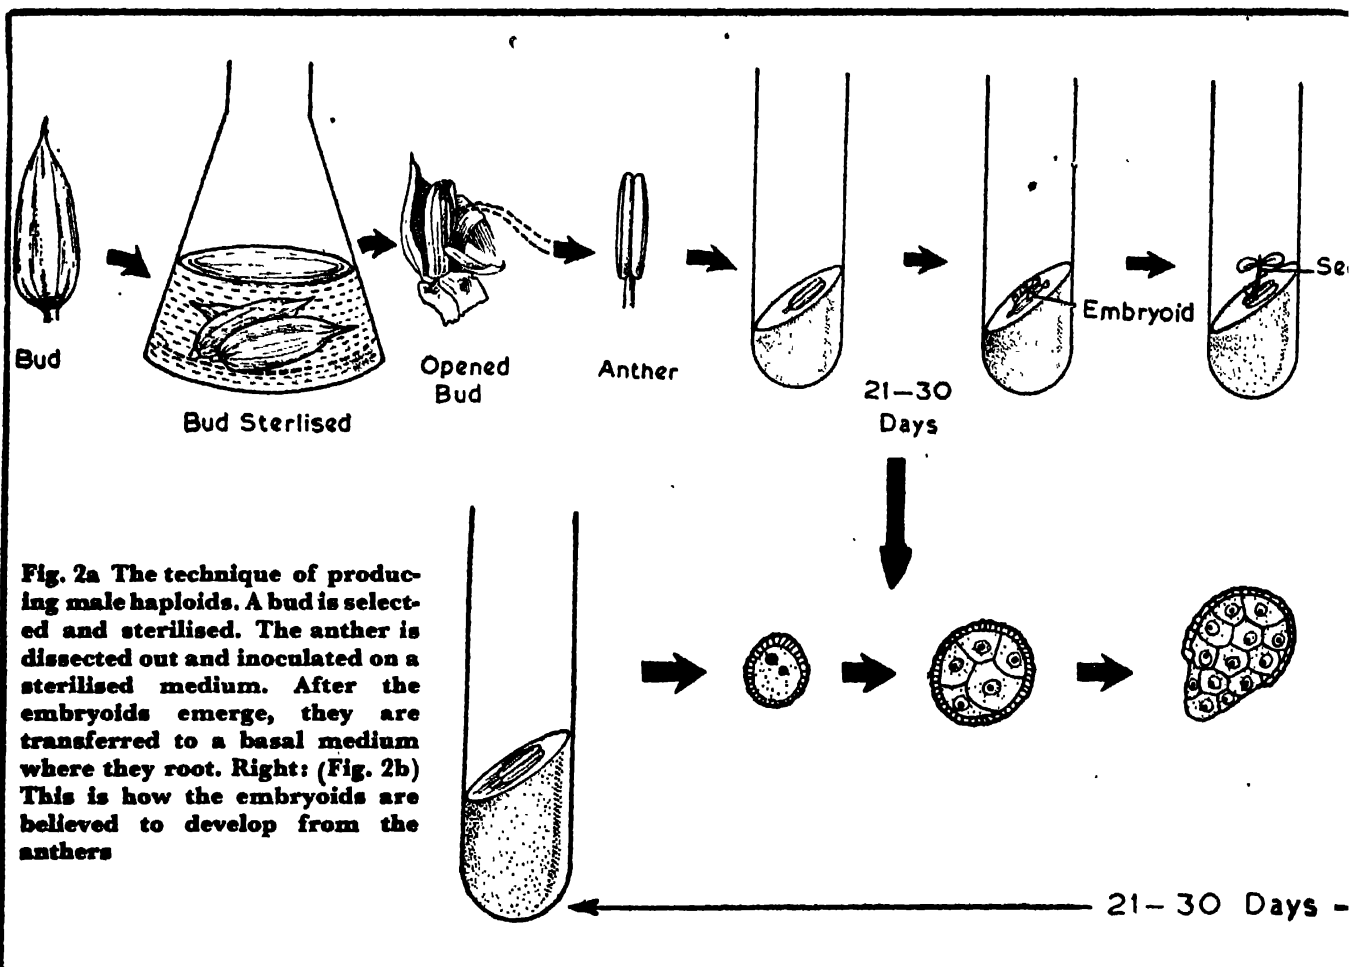 Bud
Bud Sterlised
Opened
Bud
Anther
21–30
Days
Embryoid
Se
Fig. 2a The technique of produc-
ing male haploids. A bud is select-
ed and sterilised. The anther is
dissected out and inoculated on a
sterilised medium. After the
embryoids emerge, they are
transferred to a basal medium
where they root. Right: (Fig. 2b)
This is how the embryoids are
believed to develop from the
anthers
21– 30 Days –